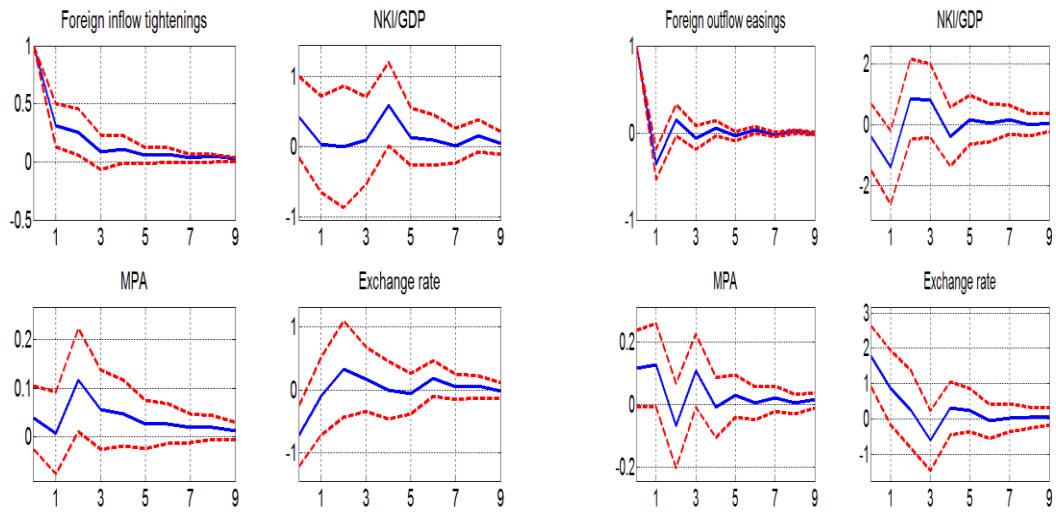 Foreign inflow tightenings
1
0.5
0
-0.5
1 3 5 7 9
NKI/GDP
1
0
-1
1 3 5 7 9
Foreign outflow easings
1
0
-1
1 3 5 7 9
NKI/GDP
2
0
-2
1 3 5 7 9
MPA
0.2
0.1
0
1 3 5 7 9
Exchange rate
1
0
-1
1 3 5 7 9
MPA
0.2
0
-0.2
1 3 5 7 9
Exchange rate
3
2
1
0
-1
1 3 5 7 9